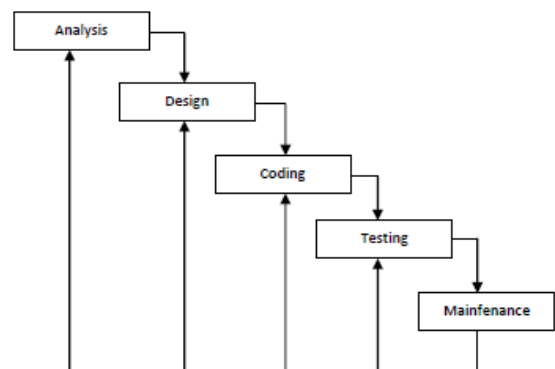 Analysis
Design
Coding
Testing
Mainfenance